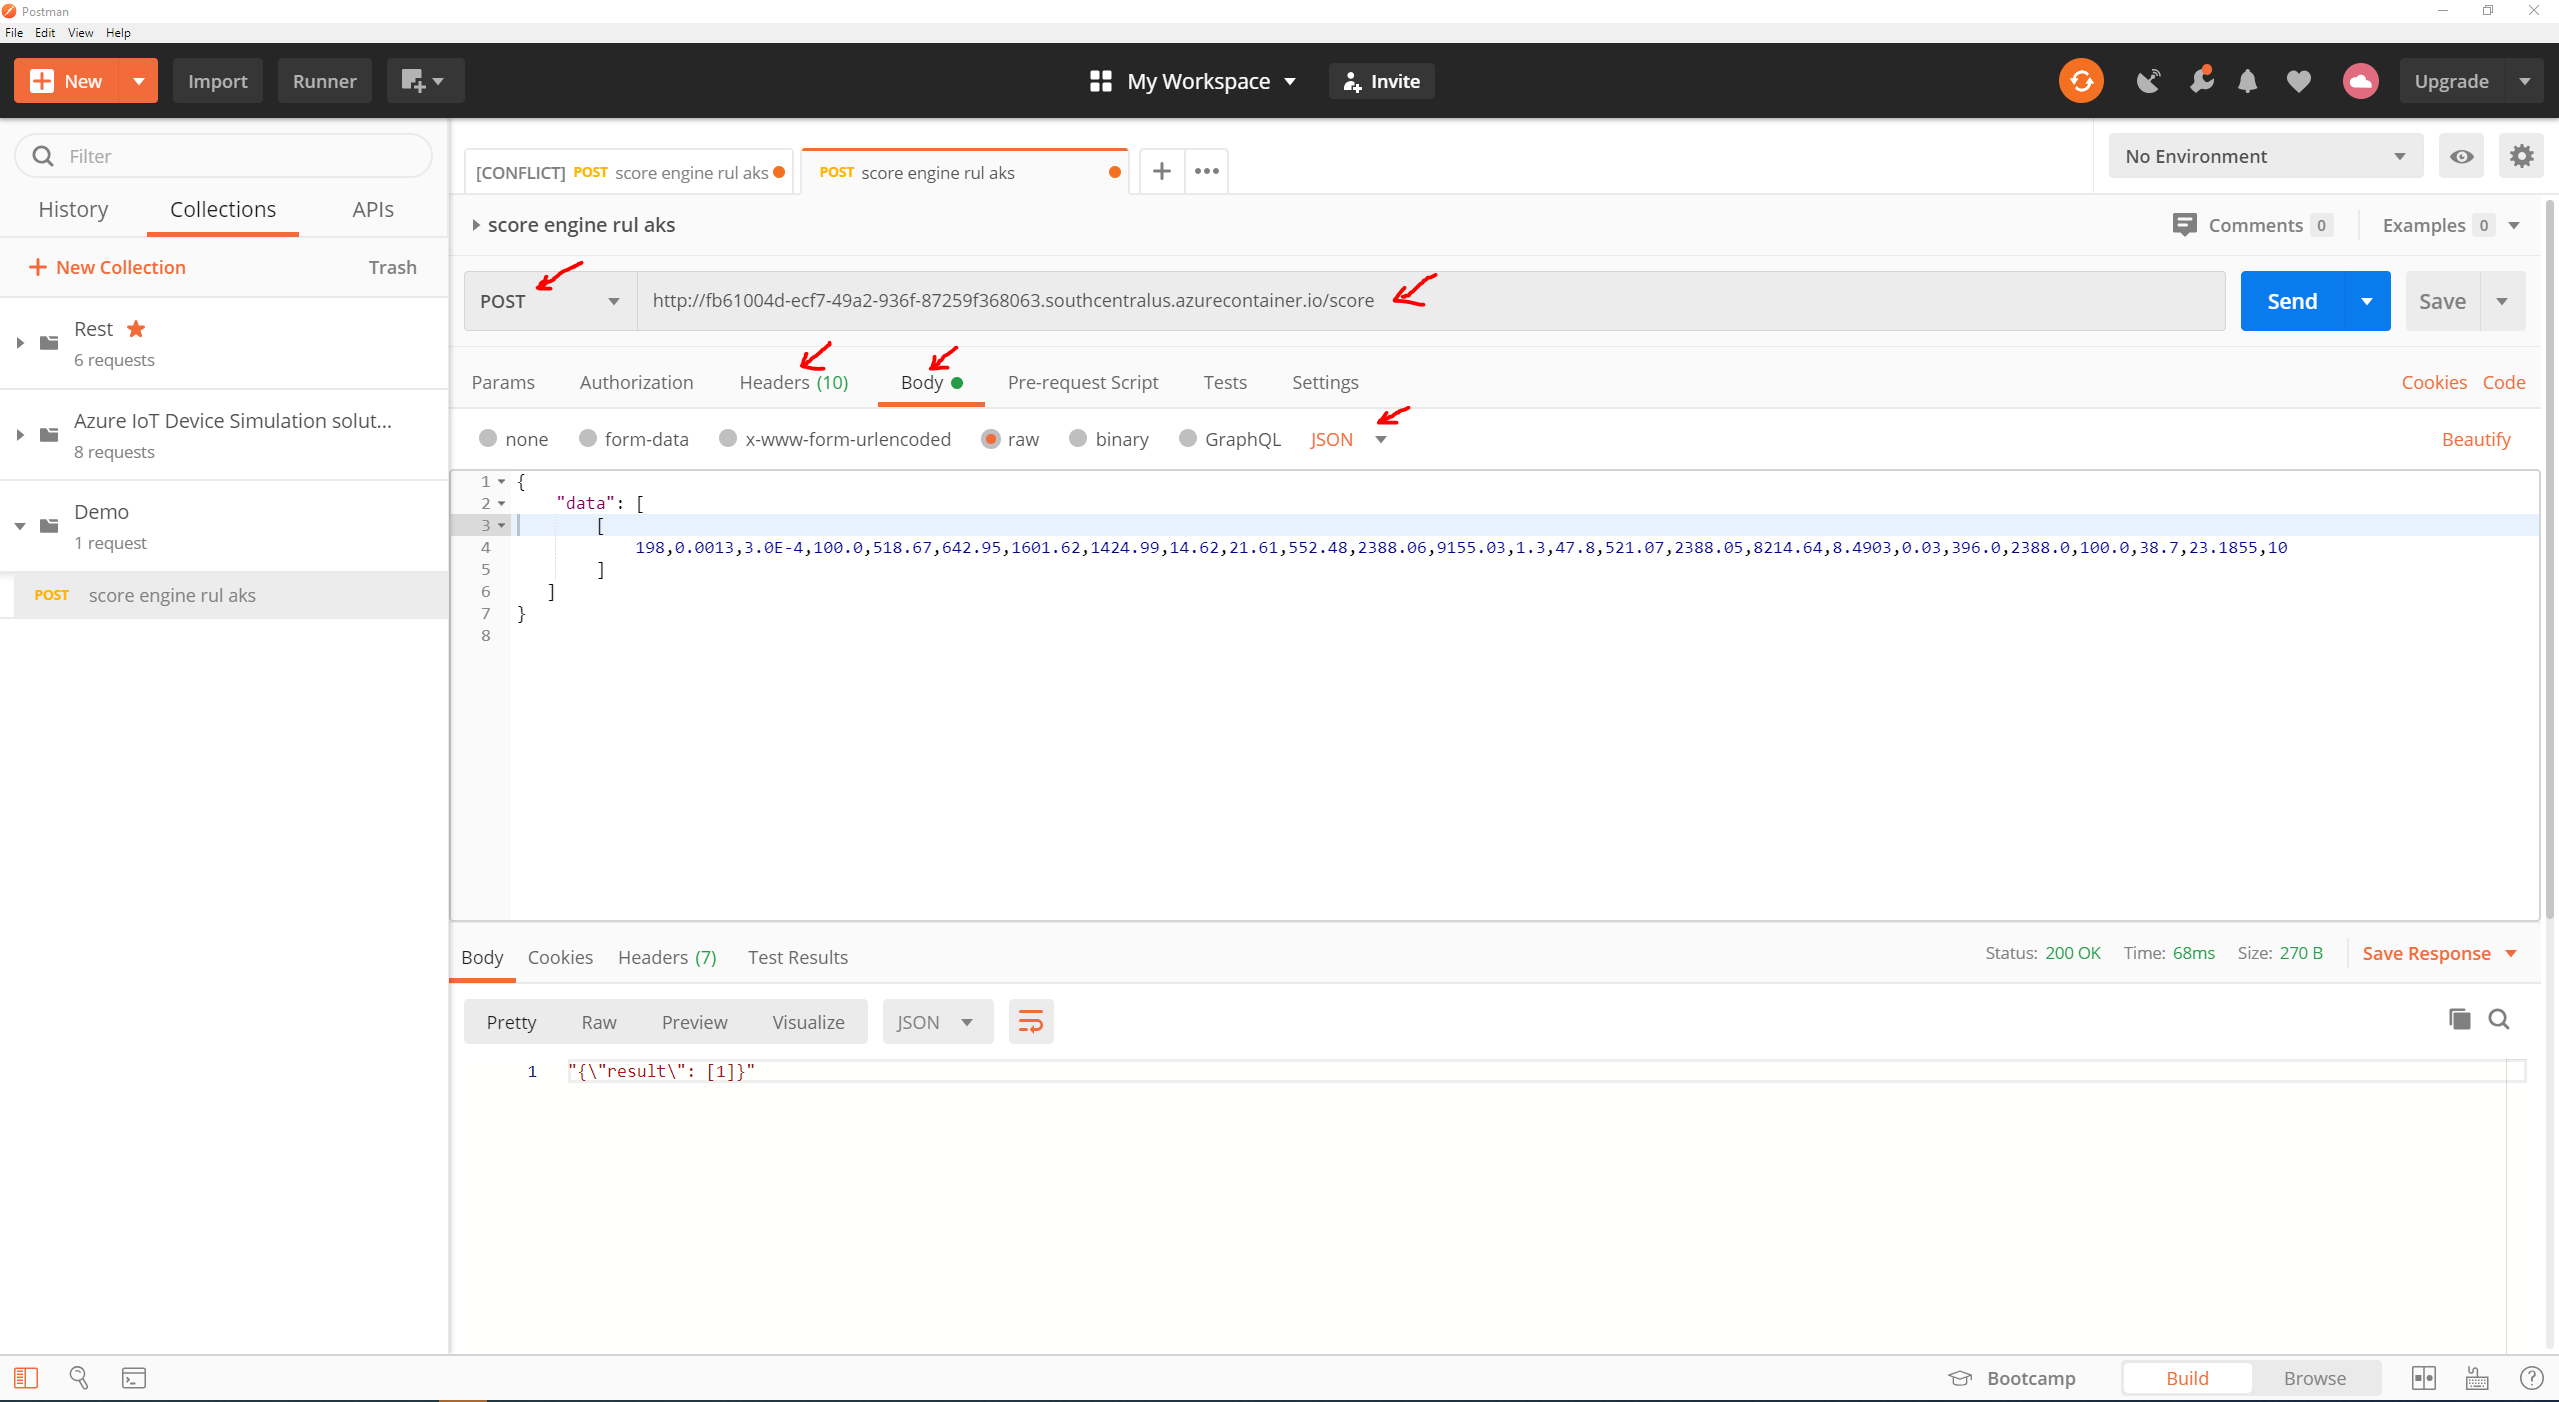 Postman
File Edit View Help
New Import Runner My Workspace Invite Upgrade
Filter
History Collections APIs
New Collection Trash
Rest
6 requests
Azure IoT Device Simulation solut...
8 requests
Demo
1 request
POST score engine rul aks
[CONFLICT] POST score engine rul aks POST score engine rul aks
No Environment
score engine rul aks Comments 0 Examples 0
POST http://fb61004d-ecf7-49a2-936f-87259f368063.southcentralus.azurecontainer.io/score Send Save
Params Authorization Headers (10) Body Pre-request Script Tests Settings Cookies Code
none form-data x-www-form-urlencoded raw binary GraphQL JSON Beautify
1 {
2 "data": [
3 [
4 198,0.0013,3.0E-4,100.0,518.67,642.95,1601.62,1424.99,14.62,21.61,552.48,2388.06,9155.03,1.3,47.8,521.07,2388.05,8214.64,8.4903,0.03,396.0,2388.0,100.0,38.7,23.1855,10
5 ]
6 ]
7 }
8
Body Cookies Headers (7) Test Results Status: 200 OK Time: 68ms Size: 270 B Save Response
Pretty Raw Preview Visualize JSON
1 "{\"result\": [1]}"
Bootcamp Build Browse